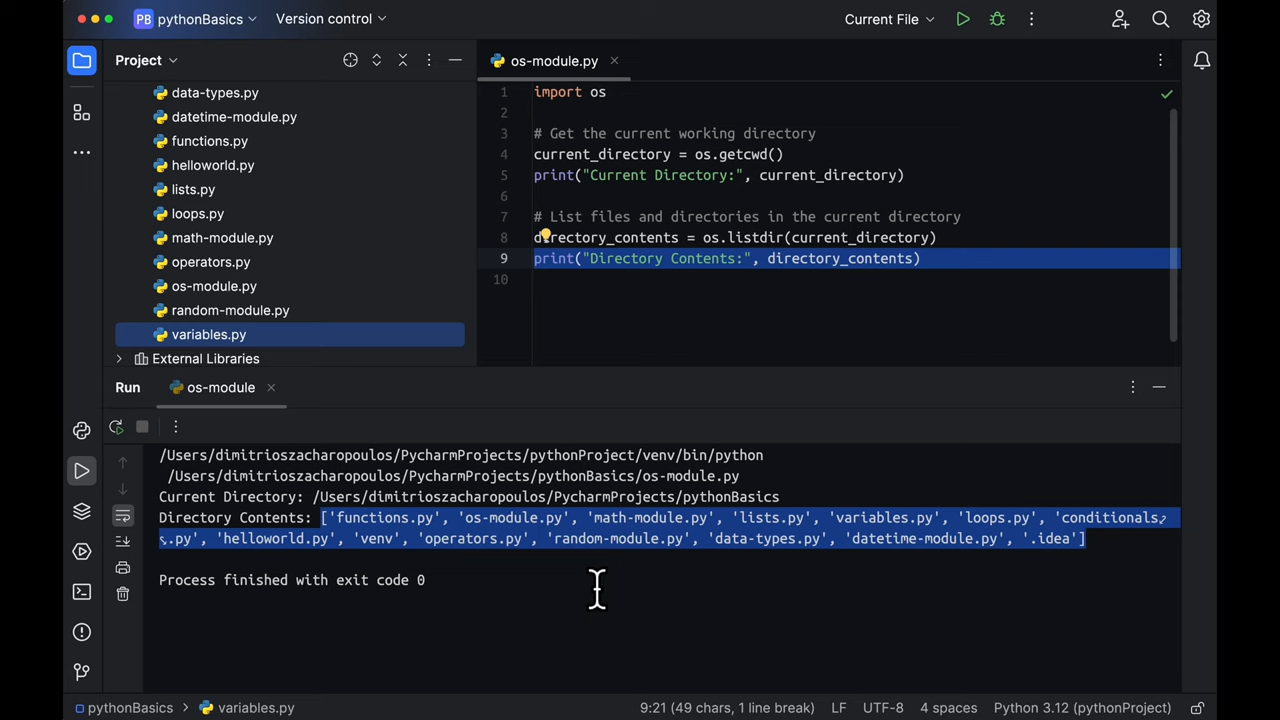 PB pythonBasics
Version control
Current File
Project
data-types.py
datetime-module.py
functions.py
helloworld.py
lists.py
loops.py
math-module.py
operators.py
os-module.py
random-module.py
variables.py
External Libraries
os-module.py
1 import os
2
3 # Get the current working directory
4 current_directory = os.getcwd()
5 print("Current Directory:", current_directory)
6
7 # List files and directories in the current directory
8 directory_contents = os.listdir(current_directory)
9 print("Directory Contents:", directory_contents)
10
Run os-module
/Users/dimitrioszacharopoulos/PycharmProjects/pythonProject/venv/bin/python
/Users/dimitrioszacharopoulos/PycharmProjects/pythonBasics/os-module.py
Current Directory: /Users/dimitrioszacharopoulos/PycharmProjects/pythonBasics
Directory Contents: ['functions.py', 'os-module.py', 'math-module.py', 'lists.py', 'variables.py', 'loops.py', 'conditionals
.py', 'helloworld.py', 'venv', 'operators.py', 'random-module.py', 'data-types.py', 'datetime-module.py', '.idea']
Process finished with exit code 0
pythonBasics > variables.py
9:21 (49 chars, 1 line break) LF UTF-8 4 spaces Python 3.12 (pythonProject)